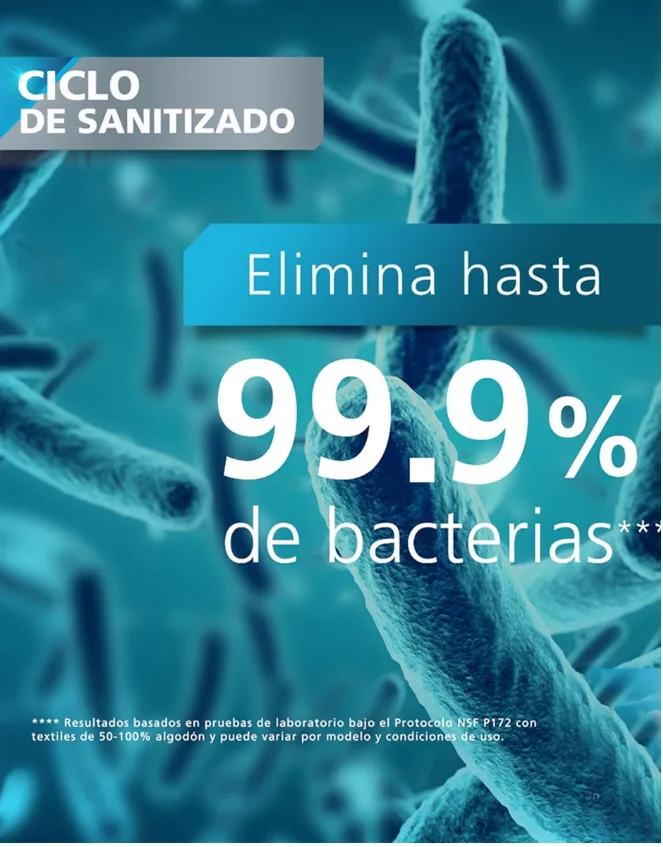 CICLO
DE SANITIZADO
Elimina hasta
99.9%
de bacterias***
**** Resultados basados en pruebas de laboratorio bajo el Protocolo NSF P172 con
textiles de 50-100% algodón y puede variar por modelo y condiciones de uso.